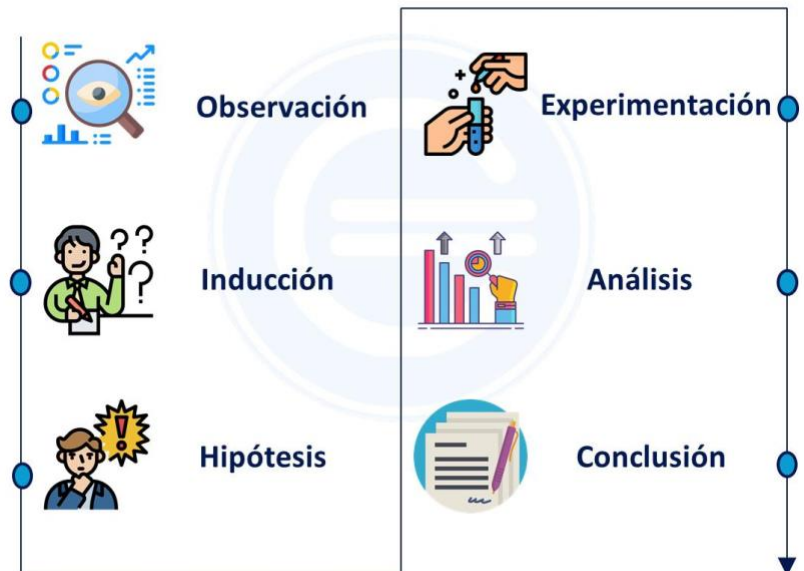 Observación
Inducción
Hipótesis
Experimentación
Análisis
Conclusión